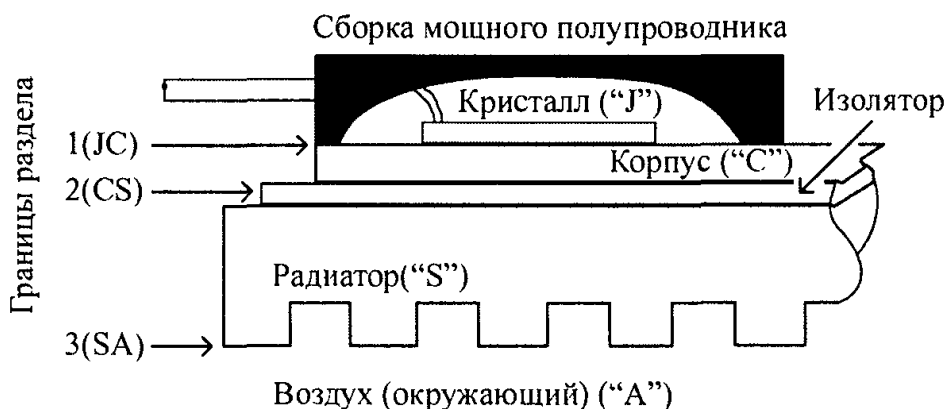 Сборка мощного полупроводника
Кристалл (“J”)
Изолятор
Границы раздела
1(JC)
Корпус (“C”)
2(CS)
Радиатор(“S”)
3(SA)
Воздух (окружающий) (“A”)